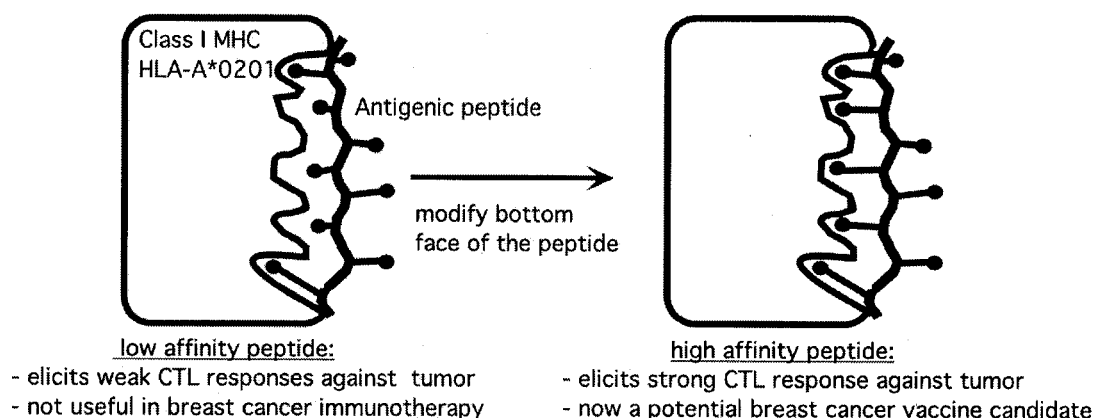 Class I MHC
HLA-A*0201
Antigenic peptide
modify bottom
face of the peptide
low affinity peptide:
- elicits weak CTL responses against tumor
- not useful in breast cancer immunotherapy
high affinity peptide:
- elicits strong CTL response against tumor
- now a potential breast cancer vaccine candidate